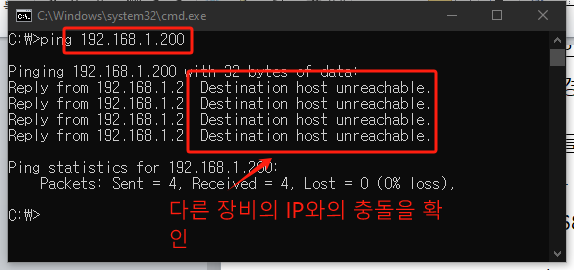 C:\Windows\system32\cmd.exe
C:\>ping 192.168.1.200
Pinging 192.168.1.200 with 32 bytes of data:
Reply from 192.168.1.2 Destination host unreachable.
Reply from 192.168.1.2 Destination host unreachable.
Reply from 192.168.1.2 Destination host unreachable.
Reply from 192.168.1.2 Destination host unreachable.
Ping statistics for 192.168.1.200:
Packets: Sent = 4, Received = 4, Lost = 0 (0% loss),
C:\>
다른 장비의 IP와의 충돌을 확
인